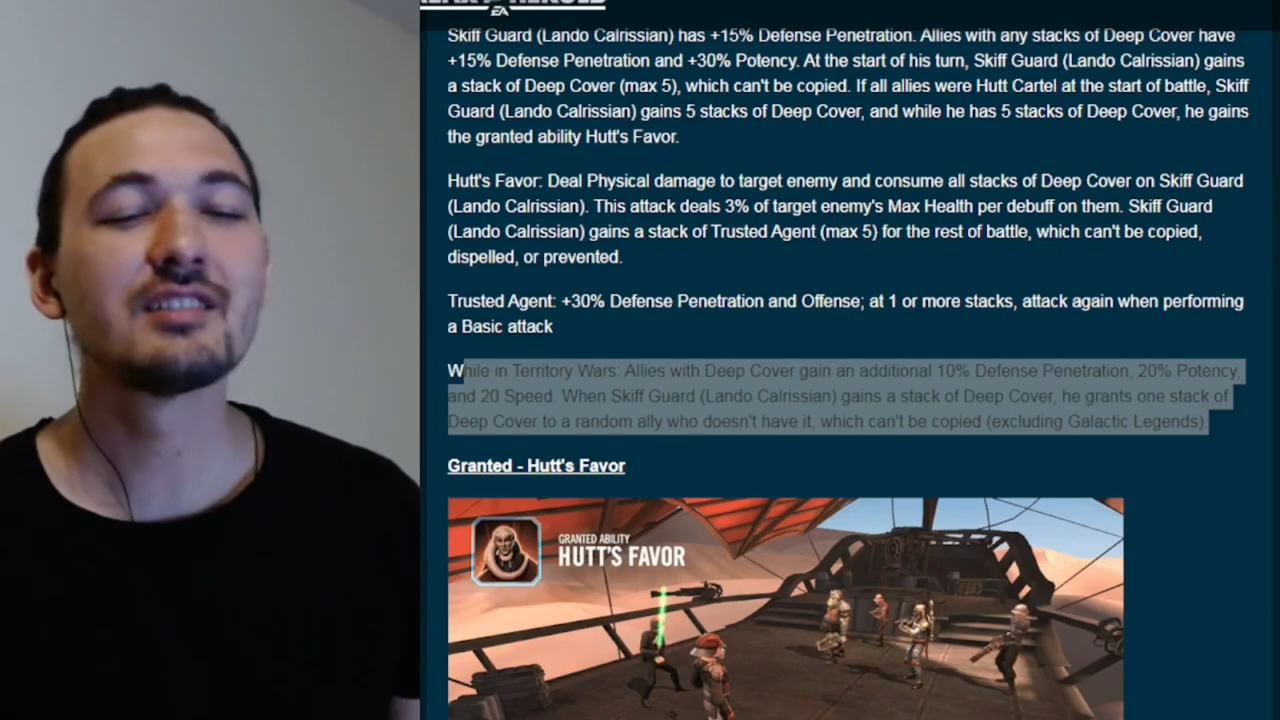 EA
Skiff Guard (Lando Calrissian) has +15% Defense Penetration. Allies with any stacks of Deep Cover have
+15% Defense Penetration and +30% Potency. At the start of his turn, Skiff Guard (Lando Calrissian) gains
a stack of Deep Cover (max 5), which can't be copied. If all allies were Hutt Cartel at the start of battle, Skiff
Guard (Lando Calrissian) gains 5 stacks of Deep Cover, and while he has 5 stacks of Deep Cover, he gains
the granted ability Hutt's Favor.
Hutt's Favor: Deal Physical damage to target enemy and consume all stacks of Deep Cover on Skiff Guard
(Lando Calrissian). This attack deals 3% of target enemy's Max Health per debuff on them. Skiff Guard
(Lando Calrissian) gains a stack of Trusted Agent (max 5) for the rest of battle, which can't be copied,
dispelled, or prevented.
Trusted Agent: +30% Defense Penetration and Offense; at 1 or more stacks, attack again when performing
a Basic attack
While in Territory Wars: Allies with Deep Cover gain an additional 10% Defense Penetration, 20% Potency,
and 20 Speed. When Skiff Guard (Lando Calrissian) gains a stack of Deep Cover, he grants one stack of
Deep Cover to a random ally who doesn't have it, which can't be copied (excluding Galactic Legends).
Granted - Hutt's Favor
GRANTED ABILITY
HUTT'S FAVOR